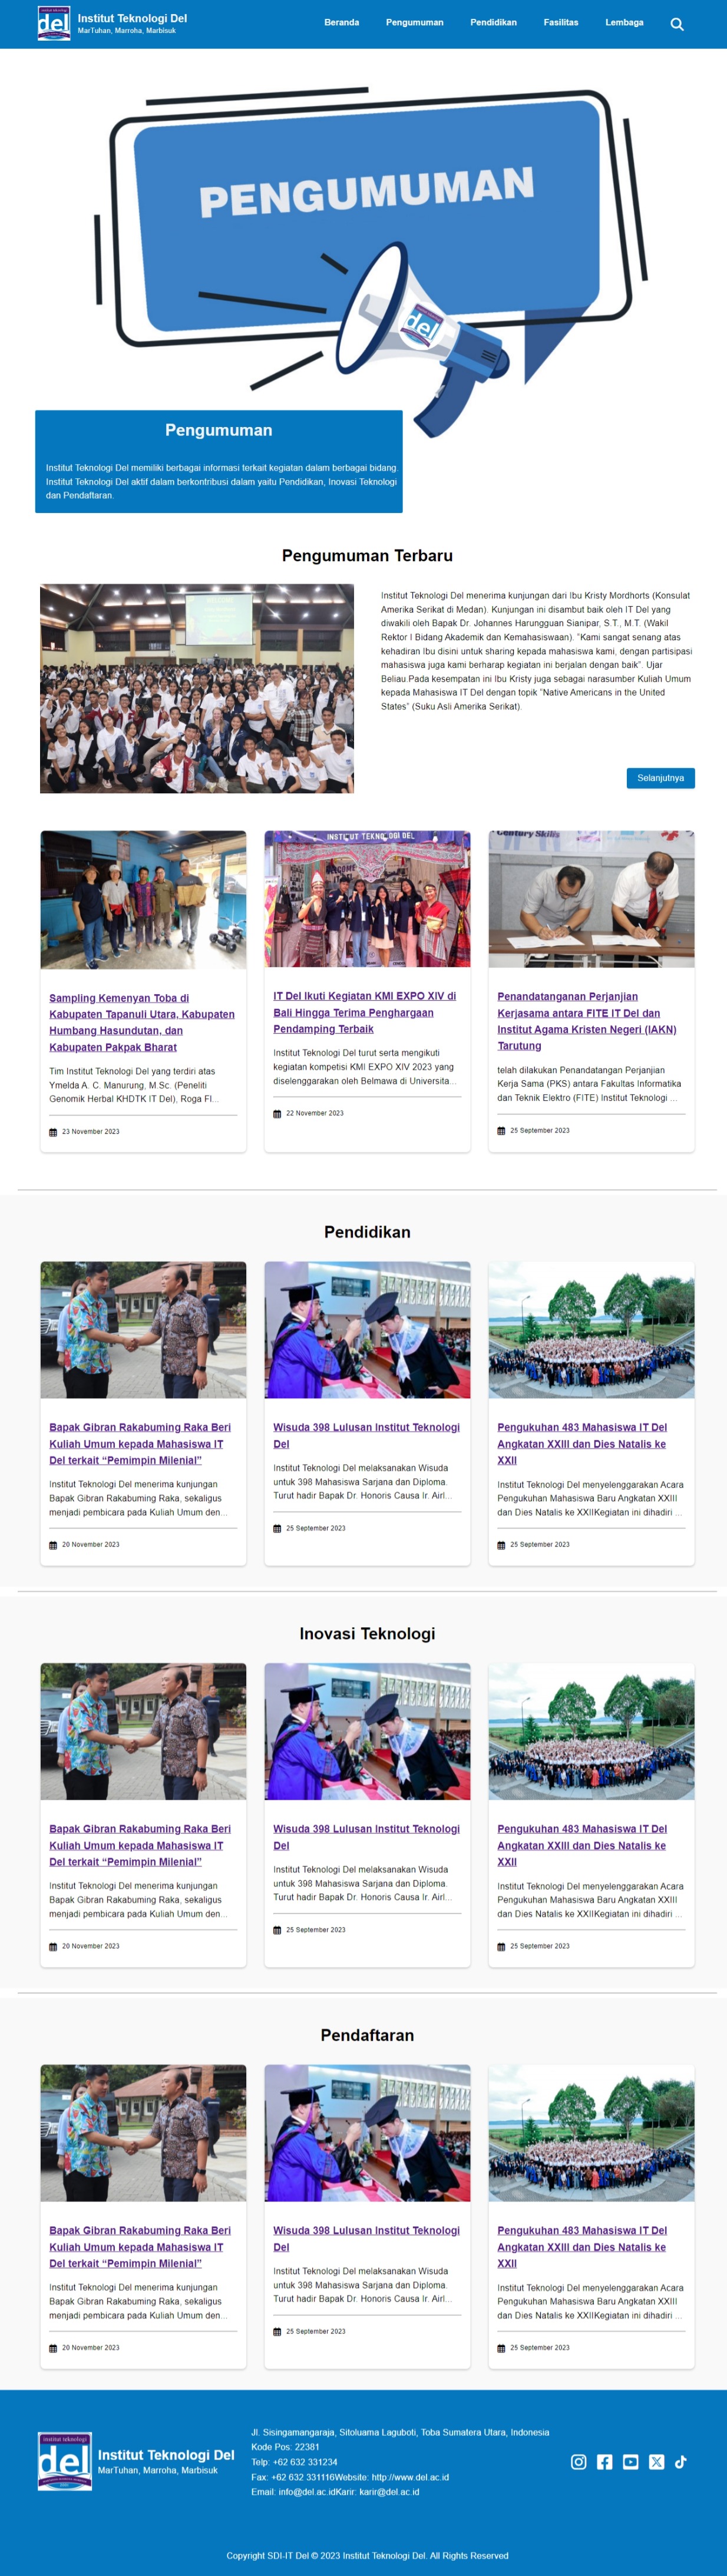 Institut Teknologi Del
MarTuhan, Marroha, Marbisuk
Beranda Pengumuman Pendidikan Fasilitas Lembaga
PENGUMUMAN
del
Pengumuman
Institut Teknologi Del memiliki berbagai informasi terkait kegiatan dalam berbagai bidang.
Institut Teknologi Del aktif dalam berkontribusi dalam yaitu Pendidikan, Inovasi Teknologi
dan Pendaftaran.
Pengumuman Terbaru
Institut Teknologi Del menerima kunjungan dari Ibu Kristy Mordhorts (Konsulat
Amerika Serikat di Medan). Kunjungan ini disambut baik oleh IT Del yang
diwakili oleh Bapak Dr. Johannes Harungguan Sianipar, S.T., M.T. (Wakil
Rektor I Bidang Akademik dan Kemahasiswaan). "Kami sangat senang atas
kehadiran Ibu disini untuk sharing kepada mahasiswa kami, dengan partisipasi
mahasiswa juga kami berharap kegiatan ini berjalan dengan baik". Ujar
Beliau.Pada kesempatan ini Ibu Kristy juga sebagai narasumber Kuliah Umum
kepada Mahasiswa IT Del dengan topik "Native Americans in the United
States" (Suku Asli Amerika Serikat).
Selanjutnya
Sampling Kemenyan Toba di
Kabupaten Tapanuli Utara, Kabupaten
Humbang Hasundutan, dan
Kabupaten Pakpak Bharat
Tim Institut Teknologi Del yang terdiri atas
Ymelda A. C. Manurung, M.Sc. (Peneliti
Genomik Herbal KHDTK IT Del), Roga Fl...
23 November 2023
INSTITUT TEKNOLOGI DEL
WELCOME
IT Del Ikuti Kegiatan KMI EXPO XIV di
Bali Hingga Terima Penghargaan
Pendamping Terbaik
Institut Teknologi Del turut serta mengikuti
kegiatan kompetisi KMI EXPO XIV 2023 yang
diselenggarakan oleh Belmawa di Universita...
22 November 2023
Century Skills
Penandatanganan Perjanjian
Kerjasama antara FITE IT Del dan
Institut Agama Kristen Negeri (IAKN)
Tarutung
telah dilakukan Penandatangan Perjanjian
Kerja Sama (PKS) antara Fakultas Informatika
dan Teknik Elektro (FITE) Institut Teknologi ...
25 September 2023
Pendidikan
Bapak Gibran Rakabuming Raka Beri
Kuliah Umum kepada Mahasiswa IT
Del terkait “Pemimpin Milenial”
Institut Teknologi Del menerima kunjungan
Bapak Gibran Rakabuming Raka, sekaligus
menjadi pembicara pada Kuliah Umum den...
20 November 2023
Wisuda 398 Lulusan Institut Teknologi
Del
Institut Teknologi Del melaksanakan Wisuda
untuk 398 Mahasiswa Sarjana dan Diploma.
Turut hadir Bapak Dr. Honoris Causa Ir. Airl...
25 September 2023
Pengukuhan 483 Mahasiswa IT Del
Angkatan XXIII dan Dies Natalis ke
XXII
Institut Teknologi Del menyelenggarakan Acara
Pengukuhan Mahasiswa Baru Angkatan XXIII
dan Dies Natalis ke XXIIKegiatan ini dihadiri ...
25 September 2023
Inovasi Teknologi
Bapak Gibran Rakabuming Raka Beri
Kuliah Umum kepada Mahasiswa IT
Del terkait “Pemimpin Milenial”
Institut Teknologi Del menerima kunjungan
Bapak Gibran Rakabuming Raka, sekaligus
menjadi pembicara pada Kuliah Umum den...
20 November 2023
Wisuda 398 Lulusan Institut Teknologi
Del
Institut Teknologi Del melaksanakan Wisuda
untuk 398 Mahasiswa Sarjana dan Diploma.
Turut hadir Bapak Dr. Honoris Causa Ir. Airl...
25 September 2023
Pengukuhan 483 Mahasiswa IT Del
Angkatan XXIII dan Dies Natalis ke
XXII
Institut Teknologi Del menyelenggarakan Acara
Pengukuhan Mahasiswa Baru Angkatan XXIII
dan Dies Natalis ke XXIIKegiatan ini dihadiri ...
25 September 2023
Pendaftaran
Bapak Gibran Rakabuming Raka Beri
Kuliah Umum kepada Mahasiswa IT
Del terkait “Pemimpin Milenial”
Institut Teknologi Del menerima kunjungan
Bapak Gibran Rakabuming Raka, sekaligus
menjadi pembicara pada Kuliah Umum den...
20 November 2023
Wisuda 398 Lulusan Institut Teknologi
Del
Institut Teknologi Del melaksanakan Wisuda
untuk 398 Mahasiswa Sarjana dan Diploma.
Turut hadir Bapak Dr. Honoris Causa Ir. Airl...
25 September 2023
Pengukuhan 483 Mahasiswa IT Del
Angkatan XXIII dan Dies Natalis ke
XXII
Institut Teknologi Del menyelenggarakan Acara
Pengukuhan Mahasiswa Baru Angkatan XXIII
dan Dies Natalis ke XXIIKegiatan ini dihadiri ...
25 September 2023
institut teknologi
del
Institut Teknologi Del
MarTuhan, Marroha, Marbisuk
Jl. Sisingamangaraja, Sitoluama Laguboti, Toba Sumatera Utara, Indonesia
Kode Pos: 22381
Telp: +62 632 331234
Fax: +62 632 331116Website: http://www.del.ac.id
Email: info@del.ac.idKarir: karir@del.ac.id
Copyright SDI-IT Del © 2023 Institut Teknologi Del. All Rights Reserved